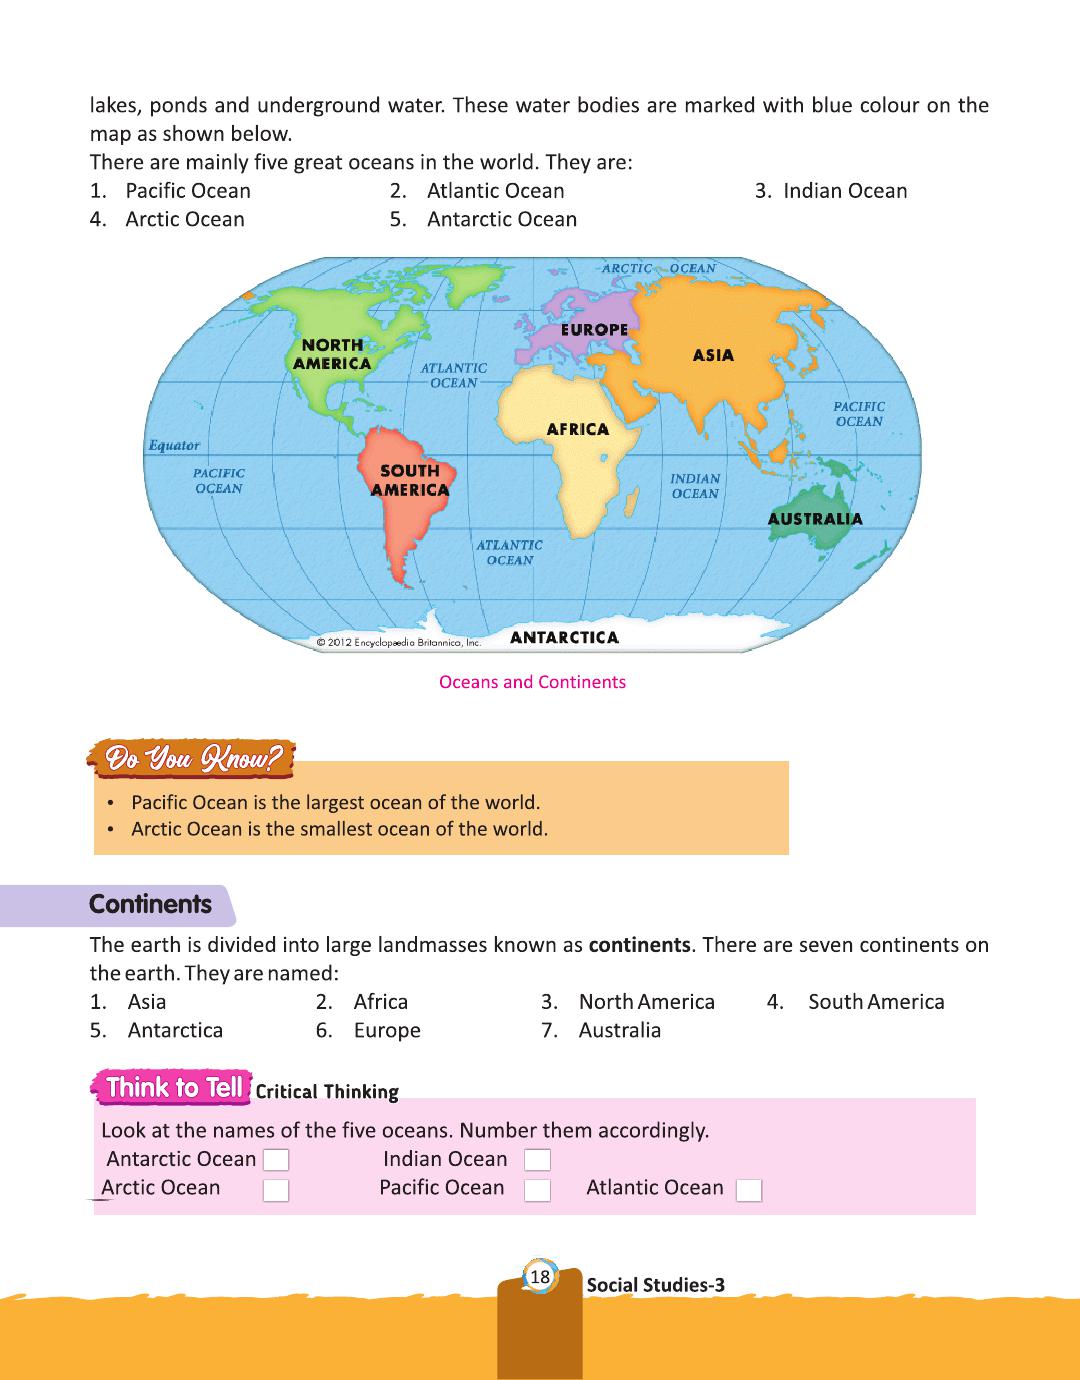 lakes, ponds and underground water. These water bodies are marked with blue colour on the
map as shown below.
There are mainly five great oceans in the world. They are:
1. Pacific Ocean 2. Atlantic Ocean 3. Indian Ocean
4. Arctic Ocean 5. Antarctic Ocean
ARCTIC OCEAN
NORTH
AMERICA
EUROPE
ASIA
ATLANTIC
OCEAN
PACIFIC
OCEAN
AFRICA
Equator
PACIFIC
OCEAN
SOUTH
AMERICA
INDIAN
OCEAN
AUSTRALIA
ATLANTIC
OCEAN
ANTARCTICA
© 2012 Encyclopædia Britannica, Inc.
Oceans and Continents
Do You Know?
• Pacific Ocean is the largest ocean of the world.
• Arctic Ocean is the smallest ocean of the world.
Continents
The earth is divided into large landmasses known as continents. There are seven continents on
the earth. They are named:
1. Asia 2. Africa 3. North America 4. South America
5. Antarctica 6. Europe 7. Australia
Think to Tell Critical Thinking
Look at the names of the five oceans. Number them accordingly.
Antarctic Ocean Indian Ocean
Arctic Ocean Pacific Ocean Atlantic Ocean
18 Social Studies-3